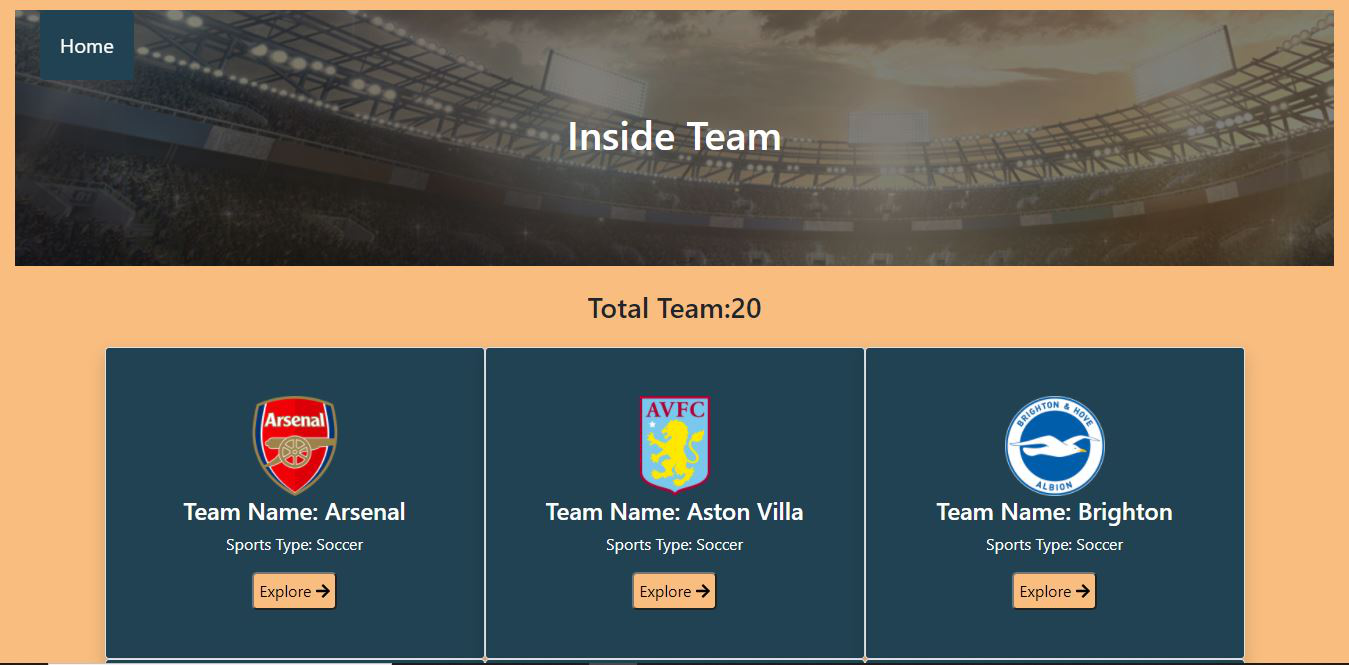 Home
Inside Team
Total Team:20
Arsenal
AVFC
BRIGHTON & HOVE
ALBION
Team Name: Arsenal
Team Name: Aston Villa
Team Name: Brighton
Sports Type: Soccer
Sports Type: Soccer
Sports Type: Soccer
Explore
Explore
Explore